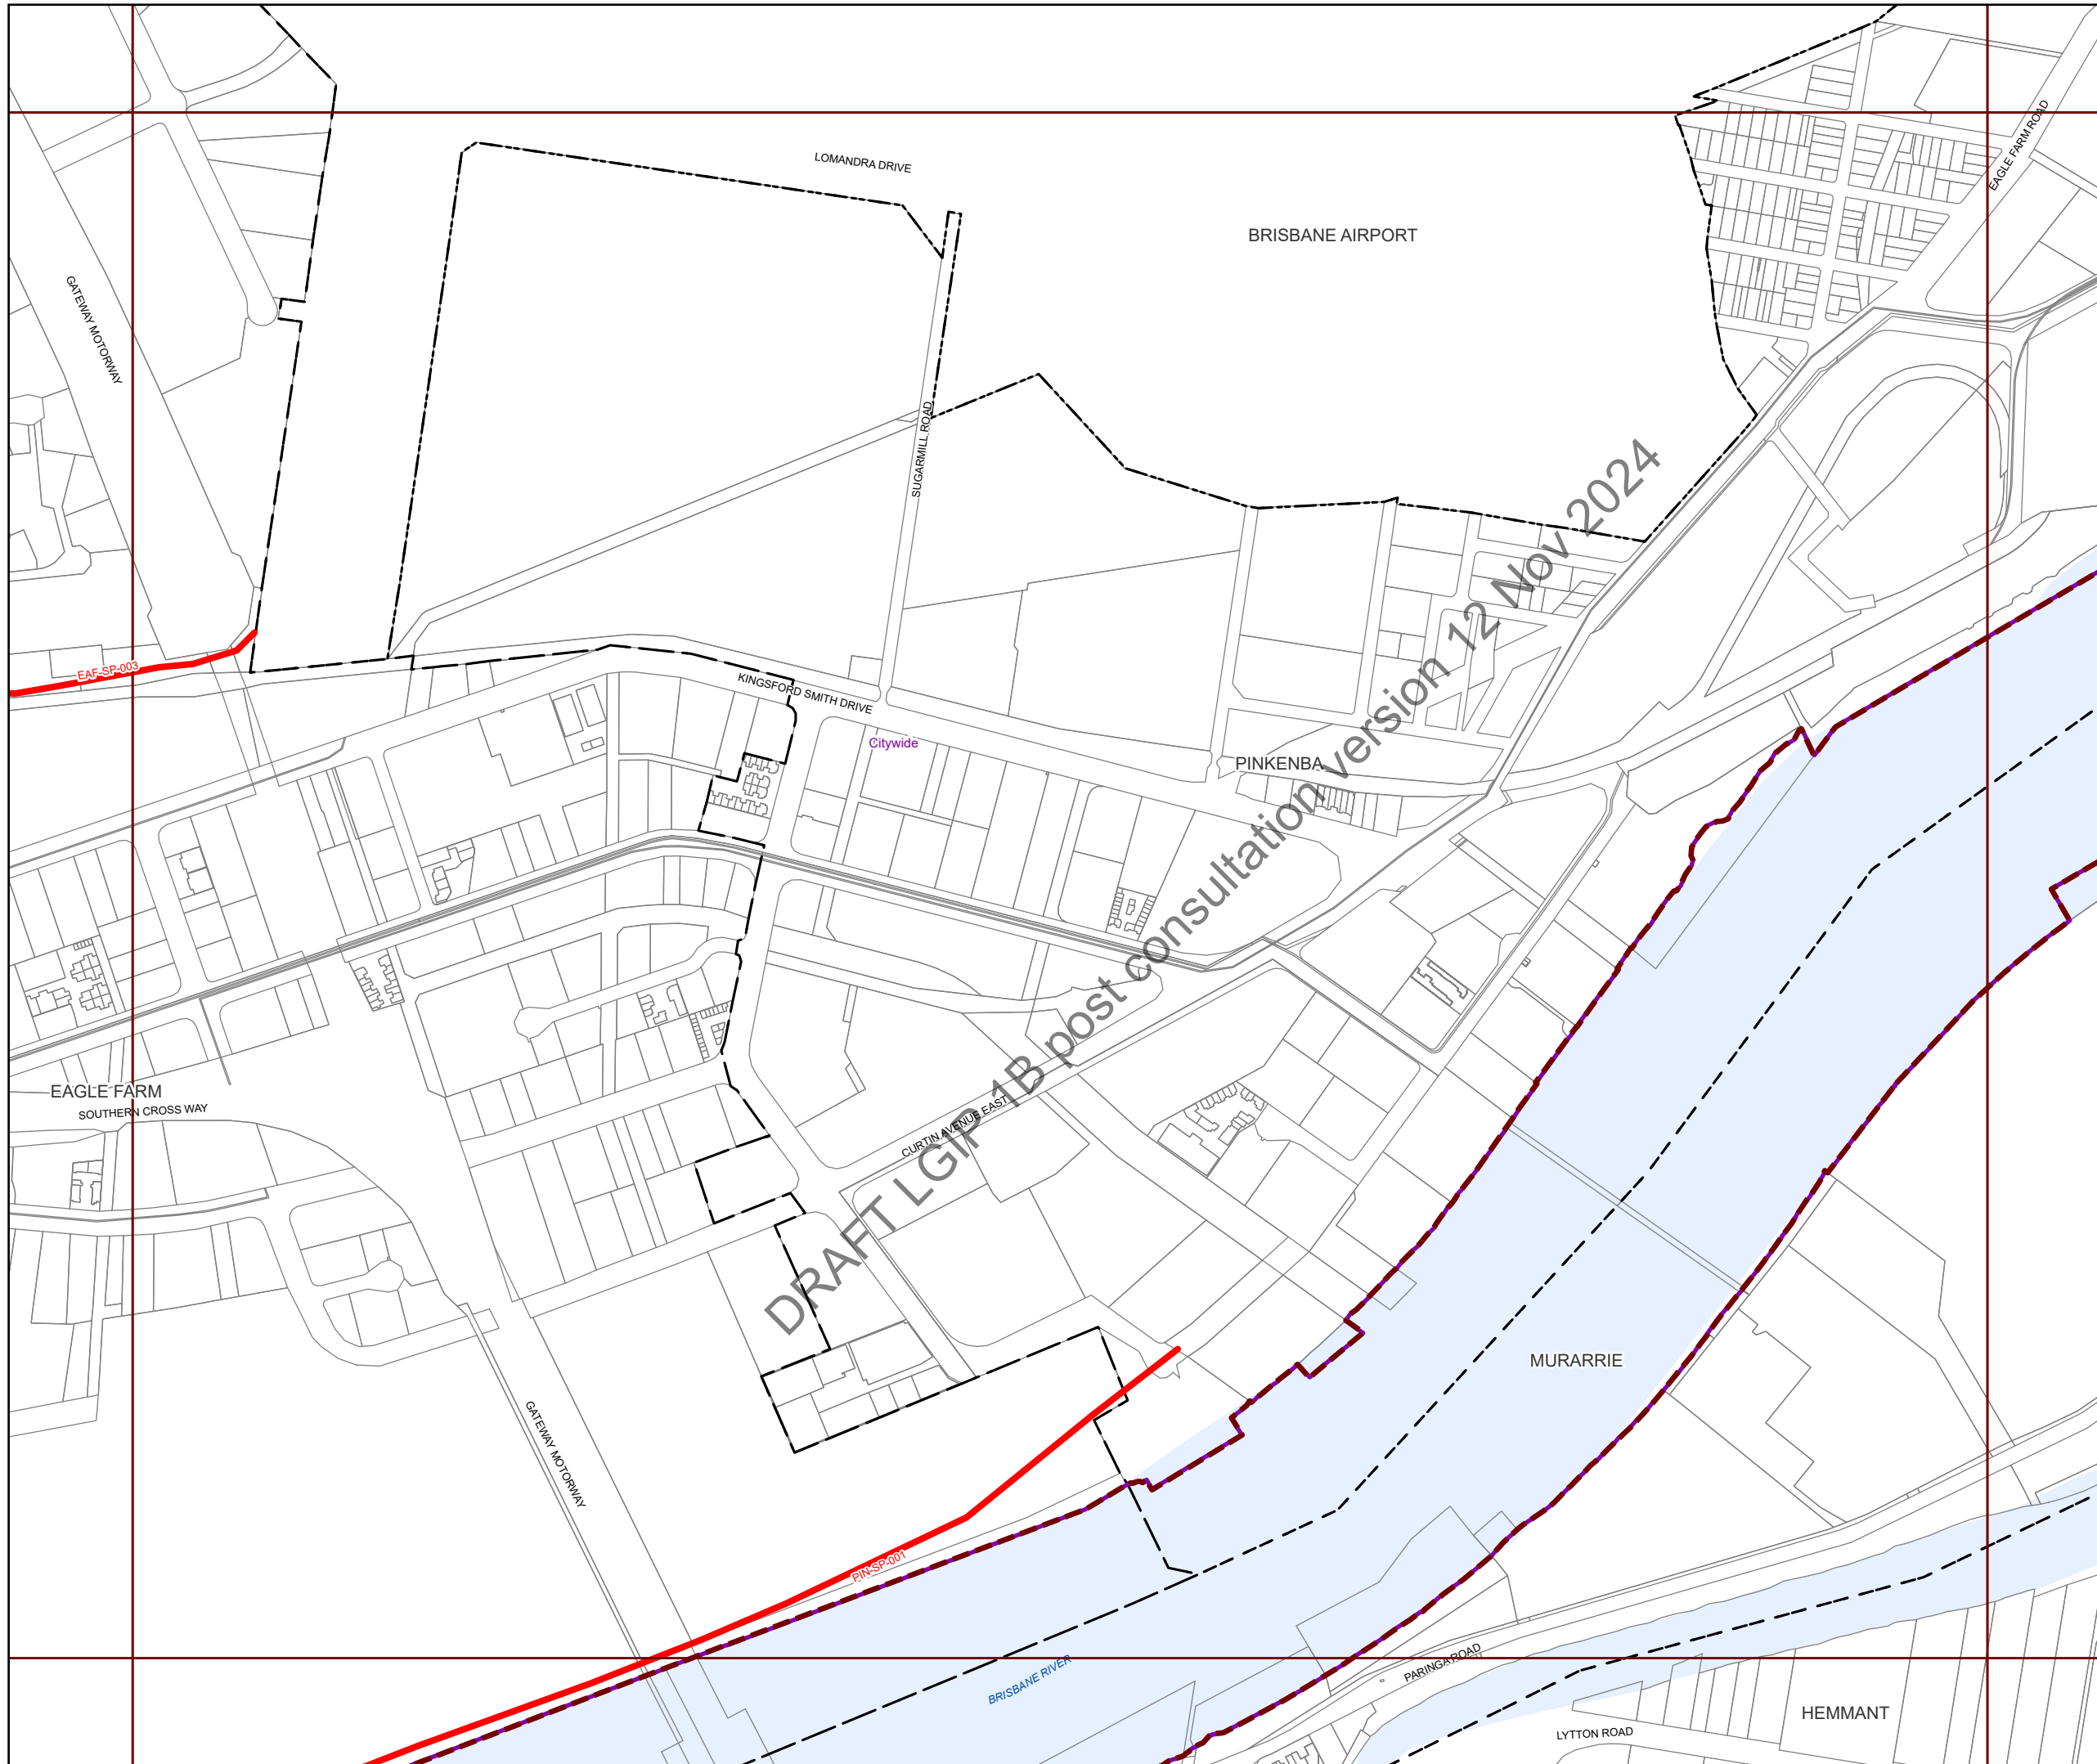 LOMANDRA DRIVE
EAGLE FARM ROAD
BRISBANE AIRPORT
GATEWAY MOTORWAY
SUGARMILL ROAD
EAF-SP-003
KINGSFORD SMITH DRIVE
Citywide
PINKENBA
DRAFT LGIP 1B post consultation version 12 Nov 2024
EAGLE FARM
SOUTHERN CROSS WAY
CURTIN AVENUE EAST
MURARRIE
GATEWAY MOTORWAY
PIN-SP-001
BRISBANE RIVER
PARINGA ROAD
HEMMANT
LYTTON ROAD